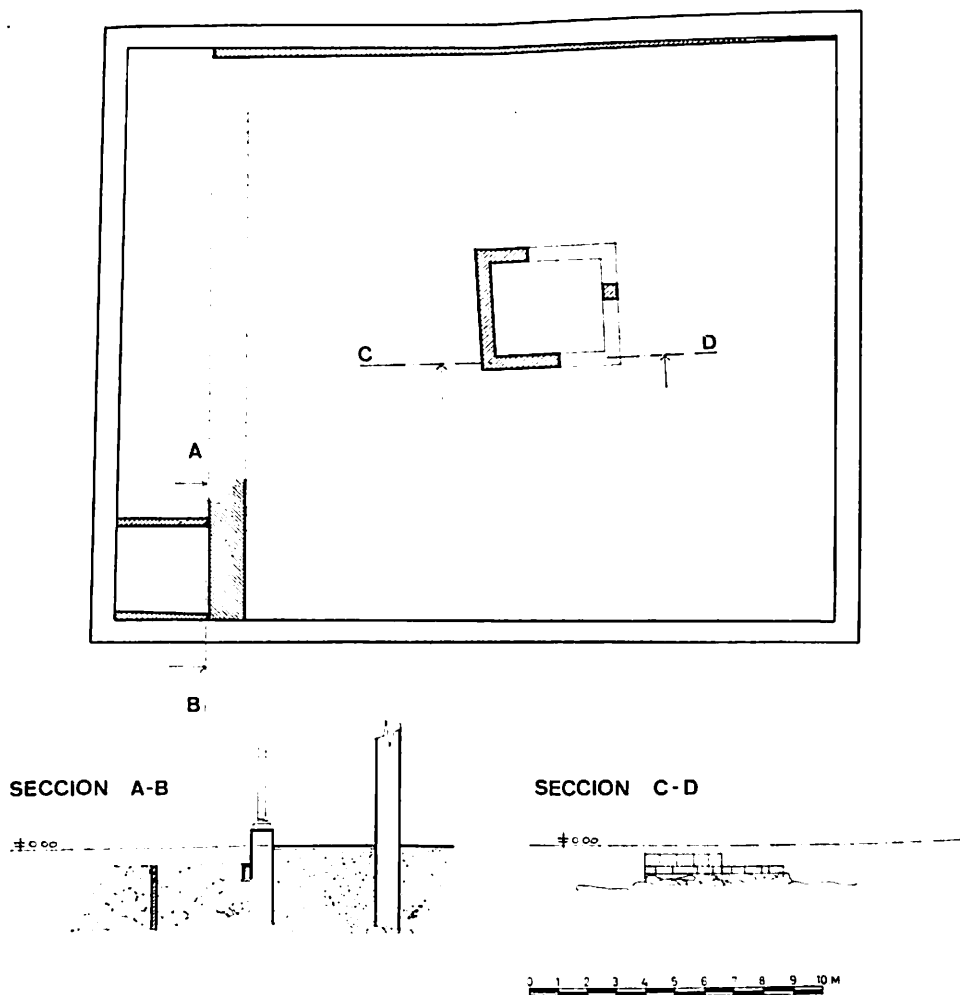 C
D
A
B
SECCION A-B
SECCION C-D
±0.00
±0.00
0 1 2 3 4 5 6 7 8 9 10 M